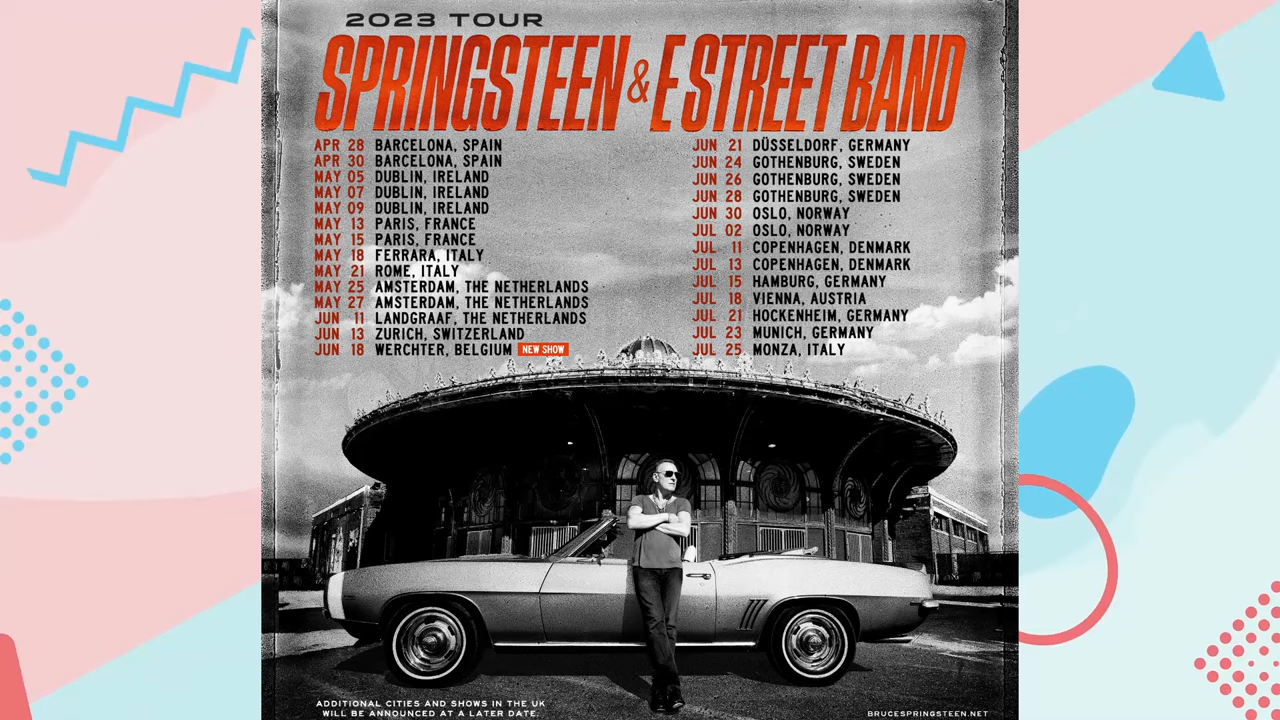 2023 TOUR
SPRINGSTEEN & E STREET BAND
APR 28 BARCELONA, SPAIN
APR 30 BARCELONA, SPAIN
MAY 05 DUBLIN, IRELAND
MAY 07 DUBLIN, IRELAND
MAY 09 DUBLIN, IRELAND
MAY 13 PARIS, FRANCE
MAY 15 PARIS, FRANCE
MAY 18 FERRARA, ITALY
MAY 21 ROME, ITALY
MAY 25 AMSTERDAM, THE NETHERLANDS
MAY 27 AMSTERDAM, THE NETHERLANDS
JUN 11 LANDGRAAF, THE NETHERLANDS
JUN 13 ZURICH, SWITZERLAND
JUN 18 WERCHTER, BELGIUM NEW SHOW
JUN 21 DÜSSELDORF, GERMANY
JUN 24 GOTHENBURG, SWEDEN
JUN 26 GOTHENBURG, SWEDEN
JUN 28 GOTHENBURG, SWEDEN
JUN 30 OSLO, NORWAY
JUL 02 OSLO, NORWAY
JUL 11 COPENHAGEN, DENMARK
JUL 13 COPENHAGEN, DENMARK
JUL 15 HAMBURG, GERMANY
JUL 18 VIENNA, AUSTRIA
JUL 21 HOCKENHEIM, GERMANY
JUL 23 MUNICH, GERMANY
JUL 25 MONZA, ITALY
ADDITIONAL CITIES AND SHOWS IN THE UK
WILL BE ANNOUNCED AT A LATER DATE.
BRUCESPRINGSTEEN.NET